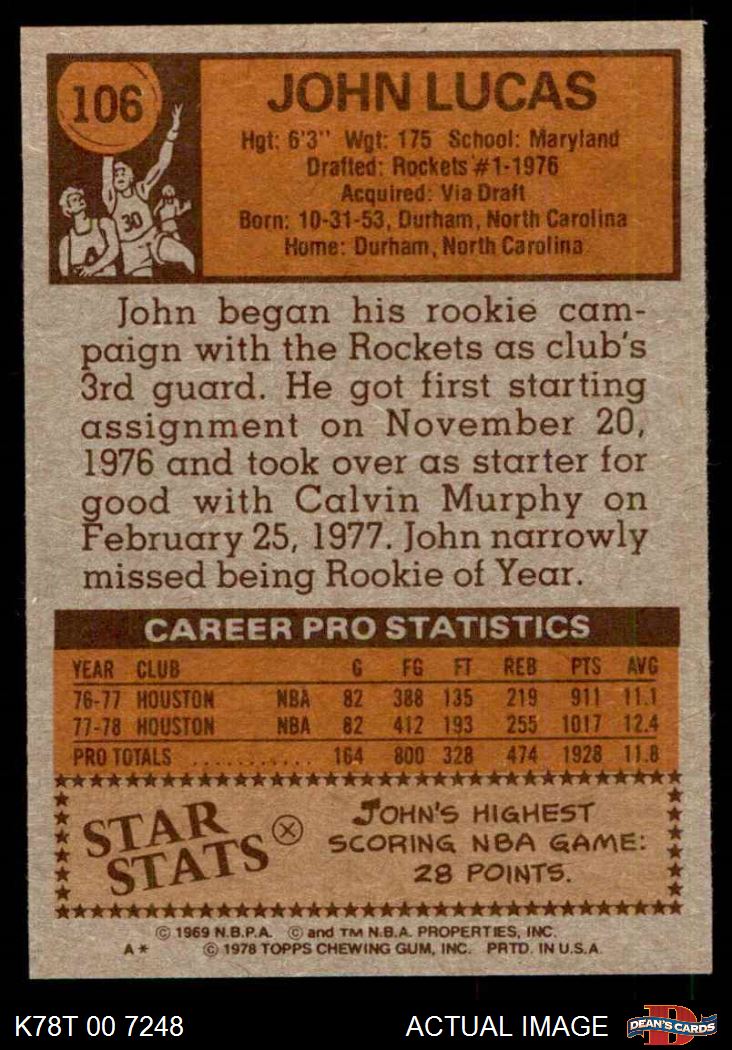 106
30
JOHN LUCAS
Hgt: 6'3" Wgt: 175 School: Maryland
Drafted: Rockets #1-1976
Acquired: Via Draft
Born: 10-31-53, Durham, North Carolina
Home: Durham, North Carolina
John began his rookie cam-
paign with the Rockets as club's
3rd guard. He got first starting
assignment on November 20,
1976 and took over as starter for
good with Calvin Murphy on
February 25, 1977. John narrowly
missed being Rookie of Year.
CAREER PRO STATISTICS
YEAR CLUB G FG FT REB PTS AVG
76-77 HOUSTON NBA 82 388 135 219 911 11.1
77-78 HOUSTON NBA 82 412 193 255 1017 12.4
PRO TOTALS ........... 164 800 328 474 1928 11.8
STAR
STATS
JOHN'S HIGHEST
SCORING NBA GAME:
28 POINTS.
© 1969 N.B.P.A. © and TM N.B.A. PROPERTIES, INC.
A* © 1978 TOPPS CHEWING GUM, INC. PRTD. IN U.S.A.
K78T 00 7248 ACTUAL IMAGE DEAN'S CARDS